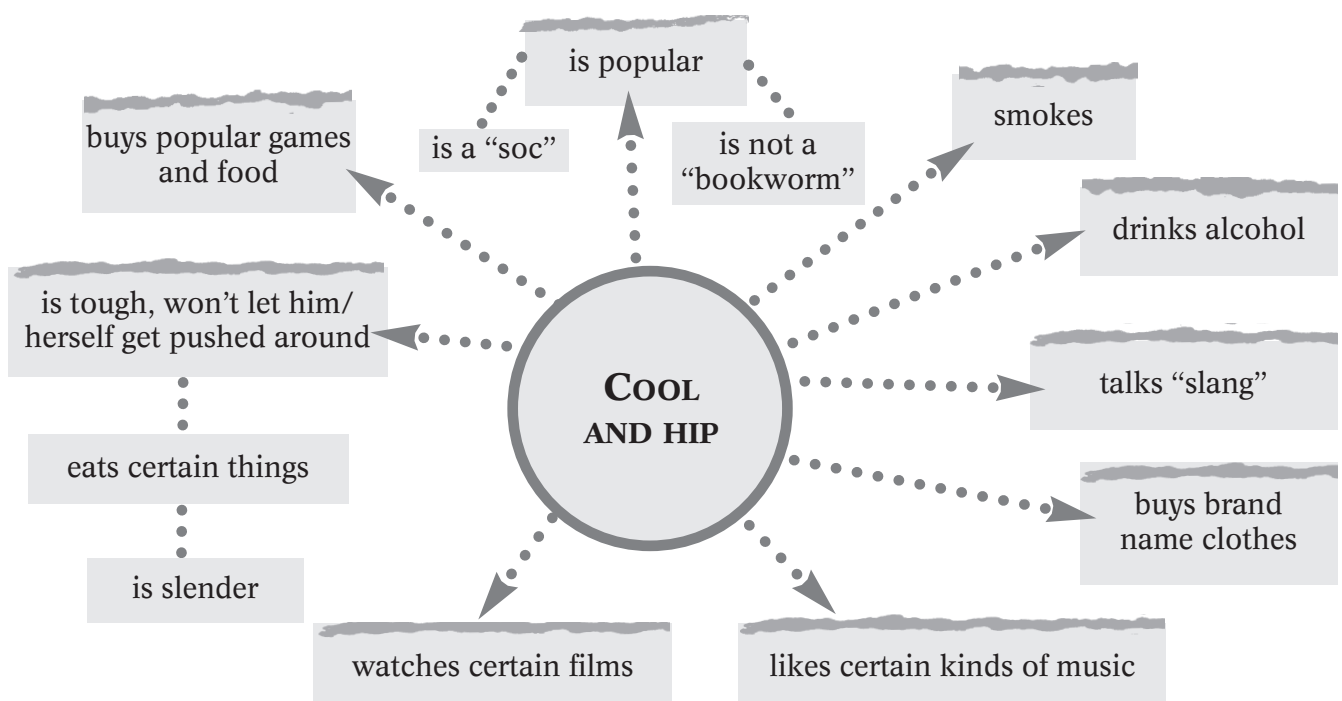 is popular
is a “soc”
is not a
“bookworm”
smokes
buys popular games
and food
drinks alcohol
is tough, won’t let him/
herself get pushed around
COOL
AND HIP
talks “slang”
eats certain things
buys brand
name clothes
is slender
watches certain films
likes certain kinds of music